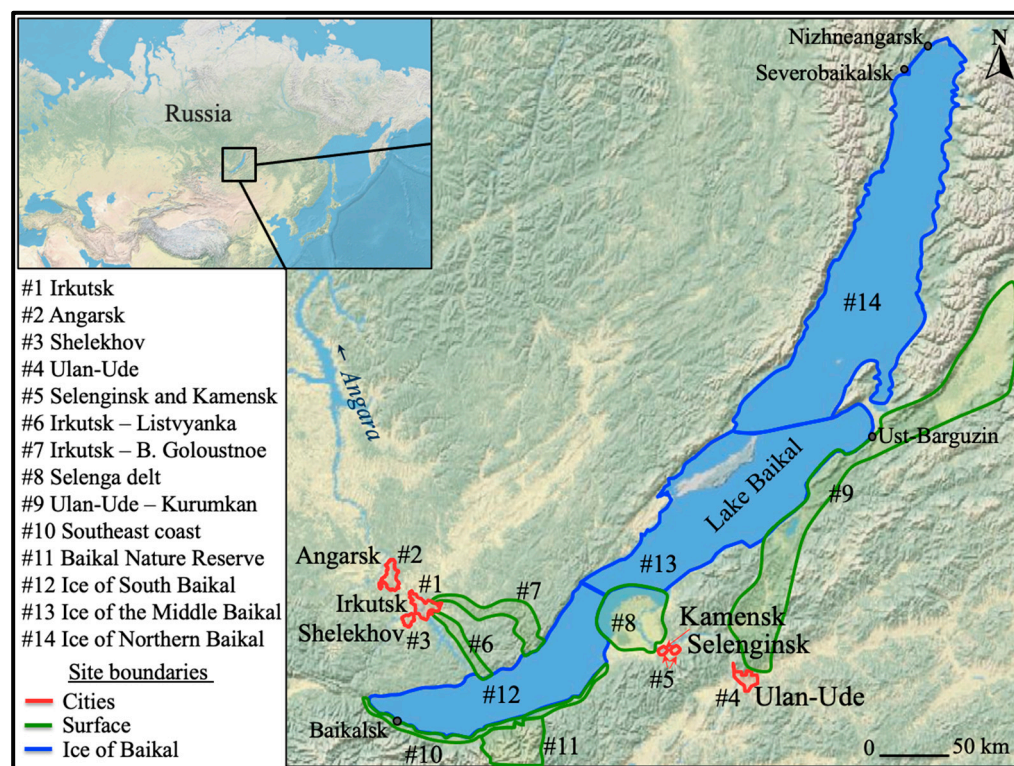 Russia
#1 Irkutsk
#2 Angarsk
#3 Shelekhov
#4 Ulan-Ude
#5 Selenginsk and Kamensk
#6 Irkutsk – Listvyanka
#7 Irkutsk – B. Goloustnoe
#8 Selenga delt
#9 Ulan-Ude – Kurumkan
#10 Southeast coast
#11 Baikal Nature Reserve
#12 Ice of South Baikal
#13 Ice of the Middle Baikal
#14 Ice of Northern Baikal
Site boundaries
Cities
Surface
Ice of Baikal
Nizhneangarsk
N
Severobaikalsk
#14
← Angara
Ust-Barguzin
Lake Baikal
#9
#13
Angarsk #2
#1
#7
Irkutsk
Shelekhov
#3
#6
#8
Kamensk
Selenginsk
#5
#4
Ulan-Ude
#12
Baikalsk
#10
#11
0 50 km